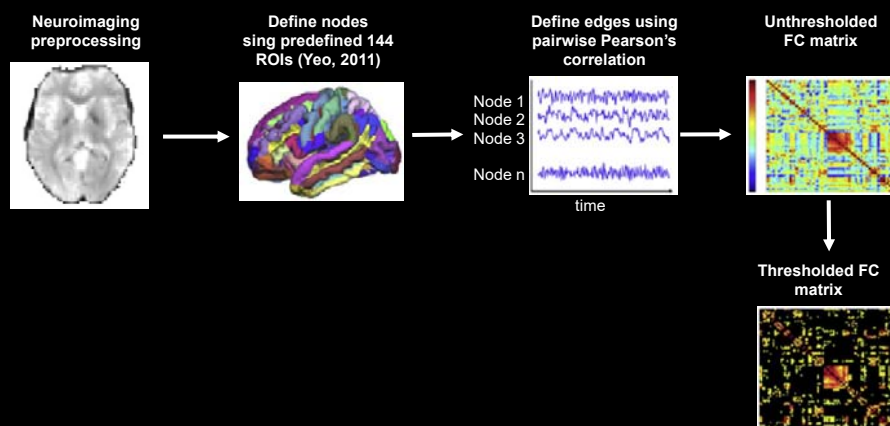 Neuroimaging
preprocessing
Define nodes
sing predefined 144
ROIs (Yeo, 2011)
Define edges using
pairwise Pearson's
correlation
Unthresholded
FC matrix
Node 1
Node 2
Node 3
Node n
time
Thresholded FC
matrix